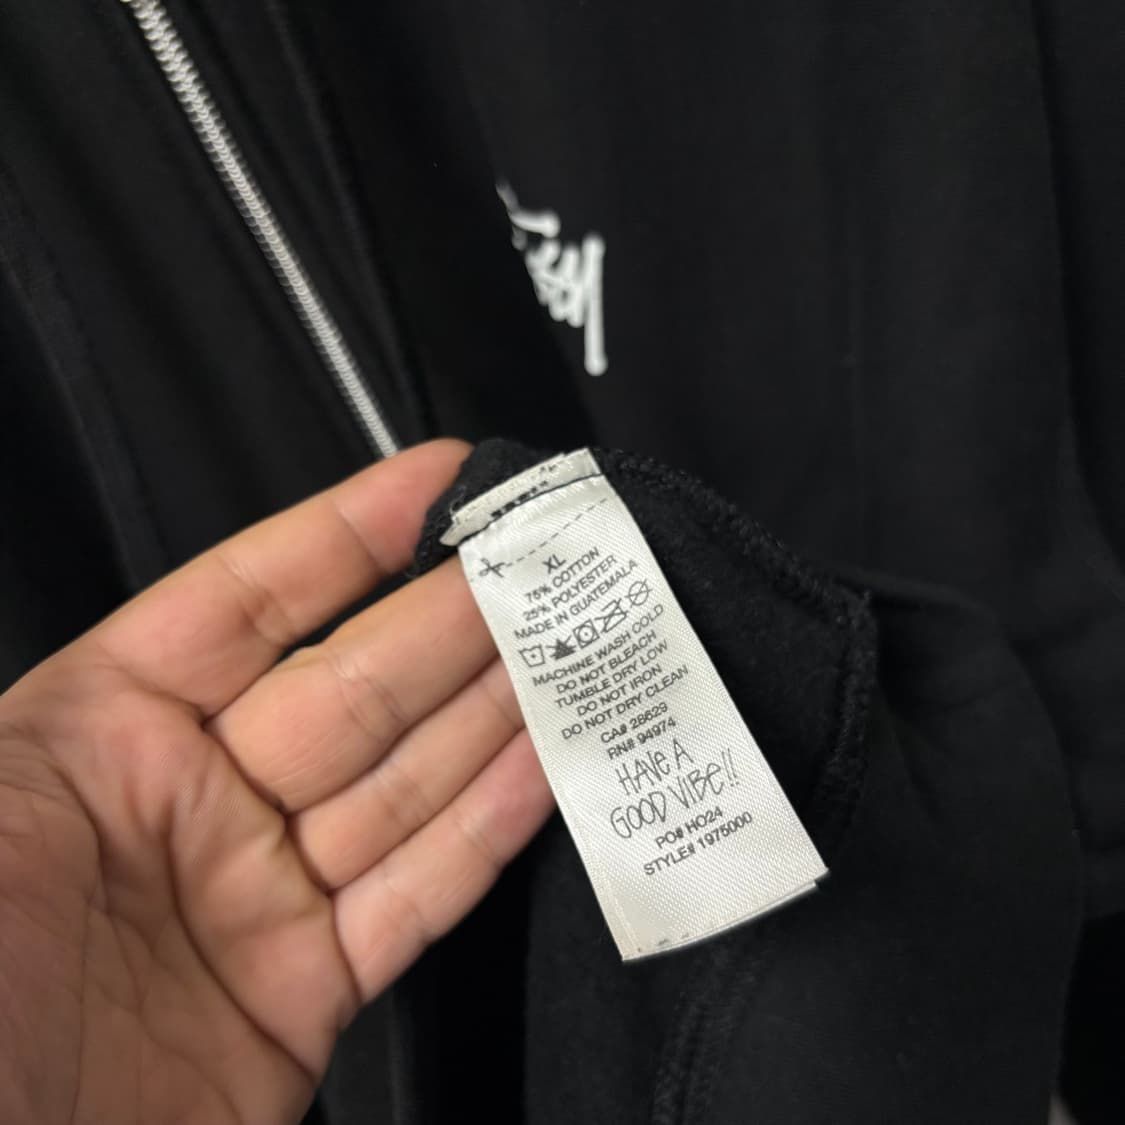 XL
75% COTTON
25% POLYESTER
MADE IN GUATEMALA
MACHINE WASH COLD
DO NOT BLEACH
TUMBLE DRY LOW
DO NOT IRON
DO NOT DRY CLEAN
CA# 28629
RN# 94974
HAVE A
GOOD VIBE!!
PO# HO24
STYLE# 1975000